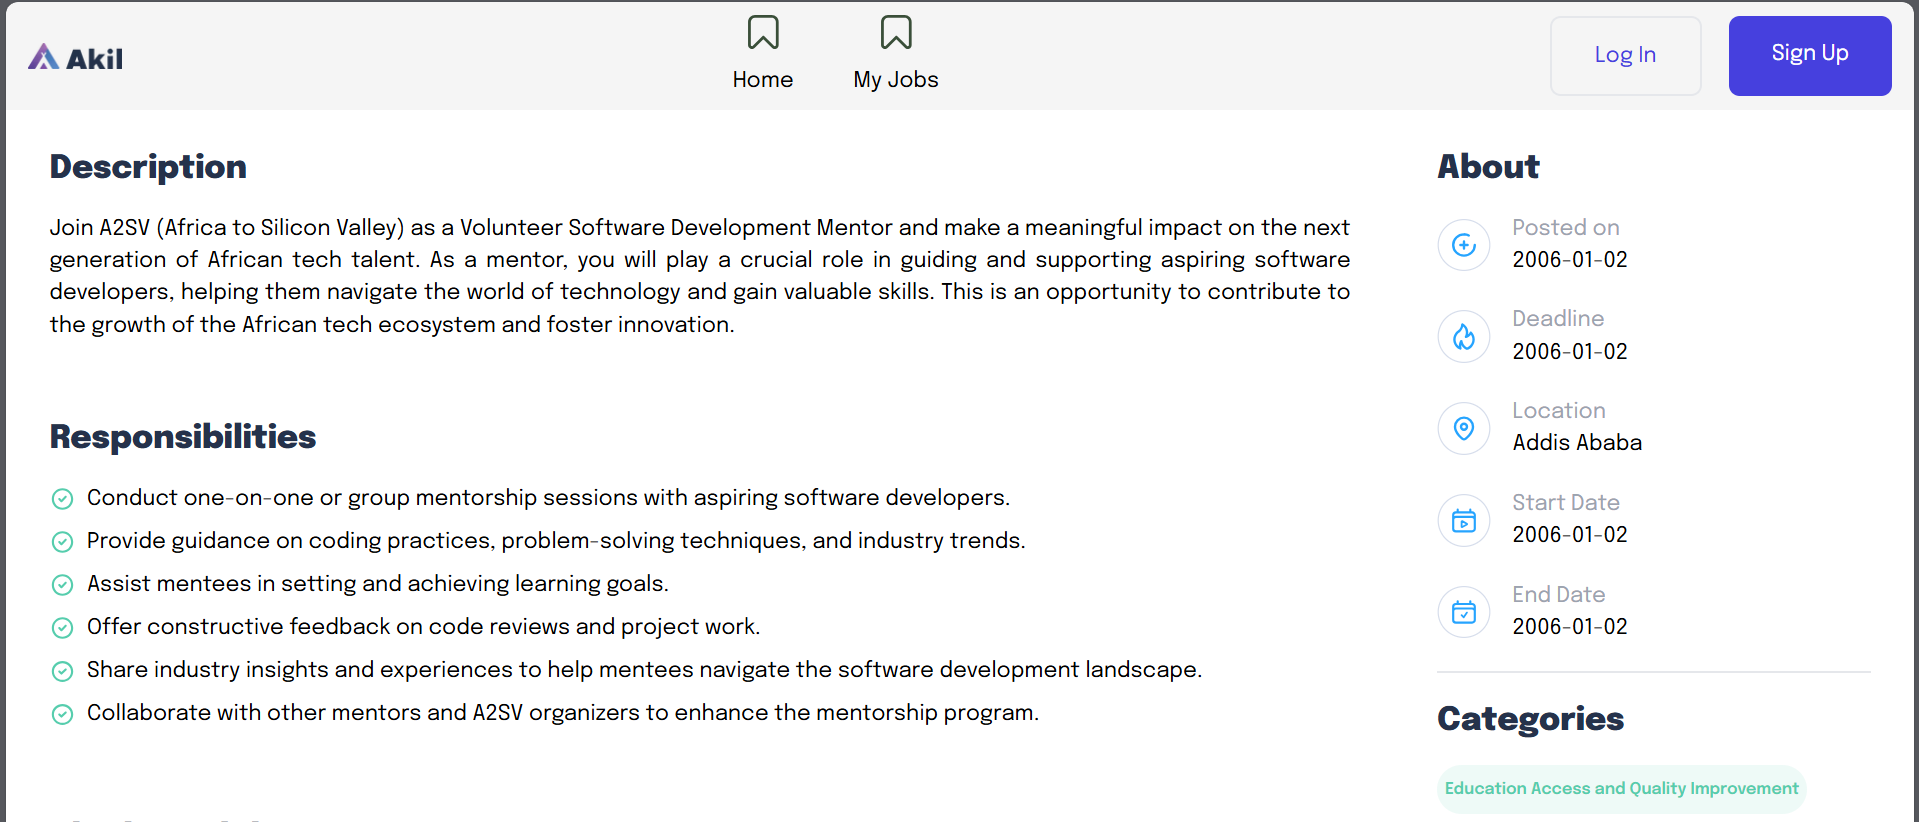 Akil
Home
My Jobs
Log In
Sign Up
Description
Join A2SV (Africa to Silicon Valley) as a Volunteer Software Development Mentor and make a meaningful impact on the next
generation of African tech talent. As a mentor, you will play a crucial role in guiding and supporting aspiring software
developers, helping them navigate the world of technology and gain valuable skills. This is an opportunity to contribute to
the growth of the African tech ecosystem and foster innovation.
Responsibilities
Conduct one-on-one or group mentorship sessions with aspiring software developers.
Provide guidance on coding practices, problem-solving techniques, and industry trends.
Assist mentees in setting and achieving learning goals.
Offer constructive feedback on code reviews and project work.
Share industry insights and experiences to help mentees navigate the software development landscape.
Collaborate with other mentors and A2SV organizers to enhance the mentorship program.
About
Posted on
2006-01-02
Deadline
2006-01-02
Location
Addis Ababa
Start Date
2006-01-02
End Date
2006-01-02
Categories
Education Access and Quality Improvement